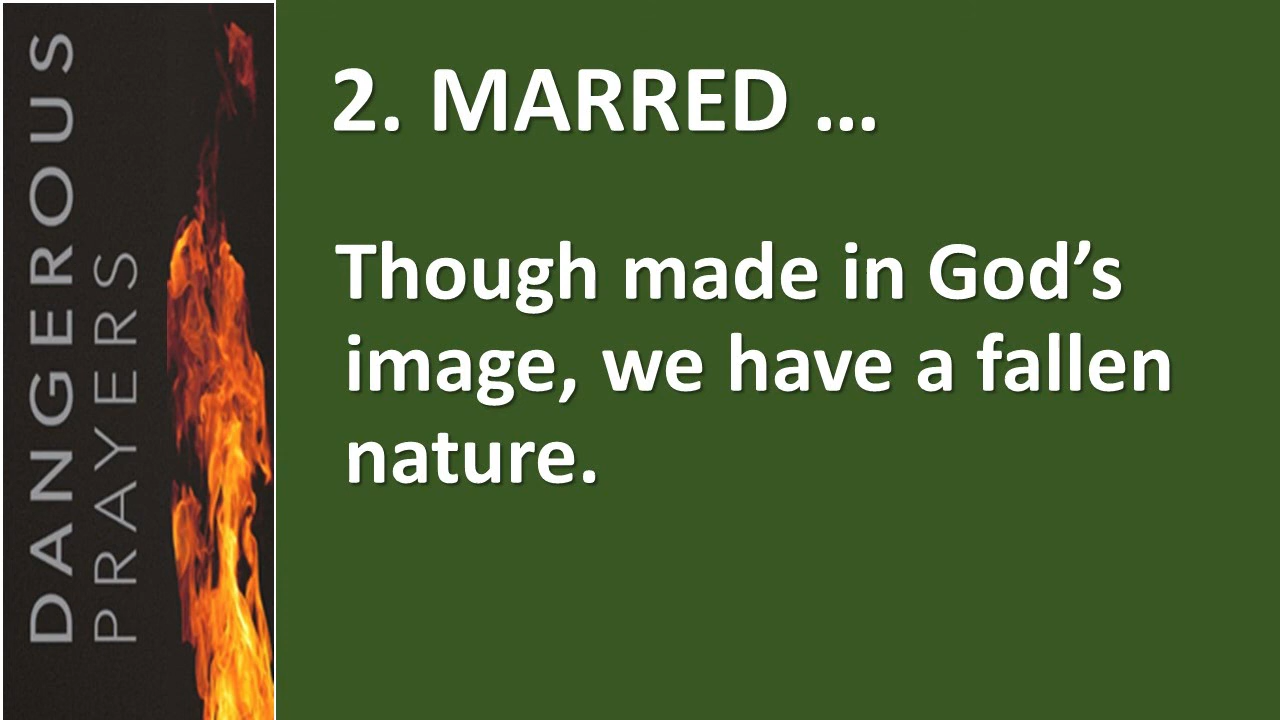 DANGEROUS
PRAYERS
2. MARRED …
Though made in God’s
image, we have a fallen
nature.